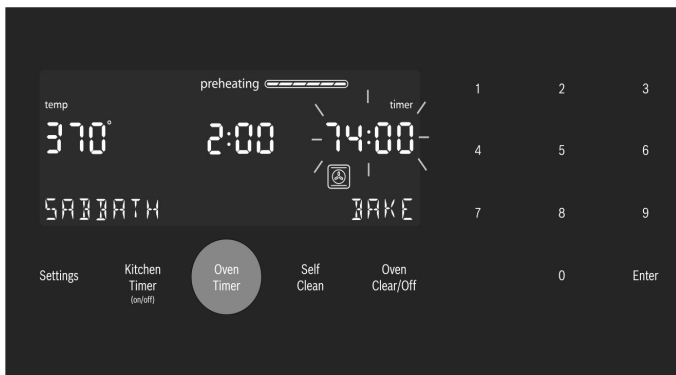 preheating
temp
timer
370°
2:00
74:00
SABBATH
BAKE
1 2 3
4 5 6
7 8 9
0 Enter
Settings
Kitchen
Timer
(on/off)
Oven
Timer
Self
Clean
Oven
Clear/Off